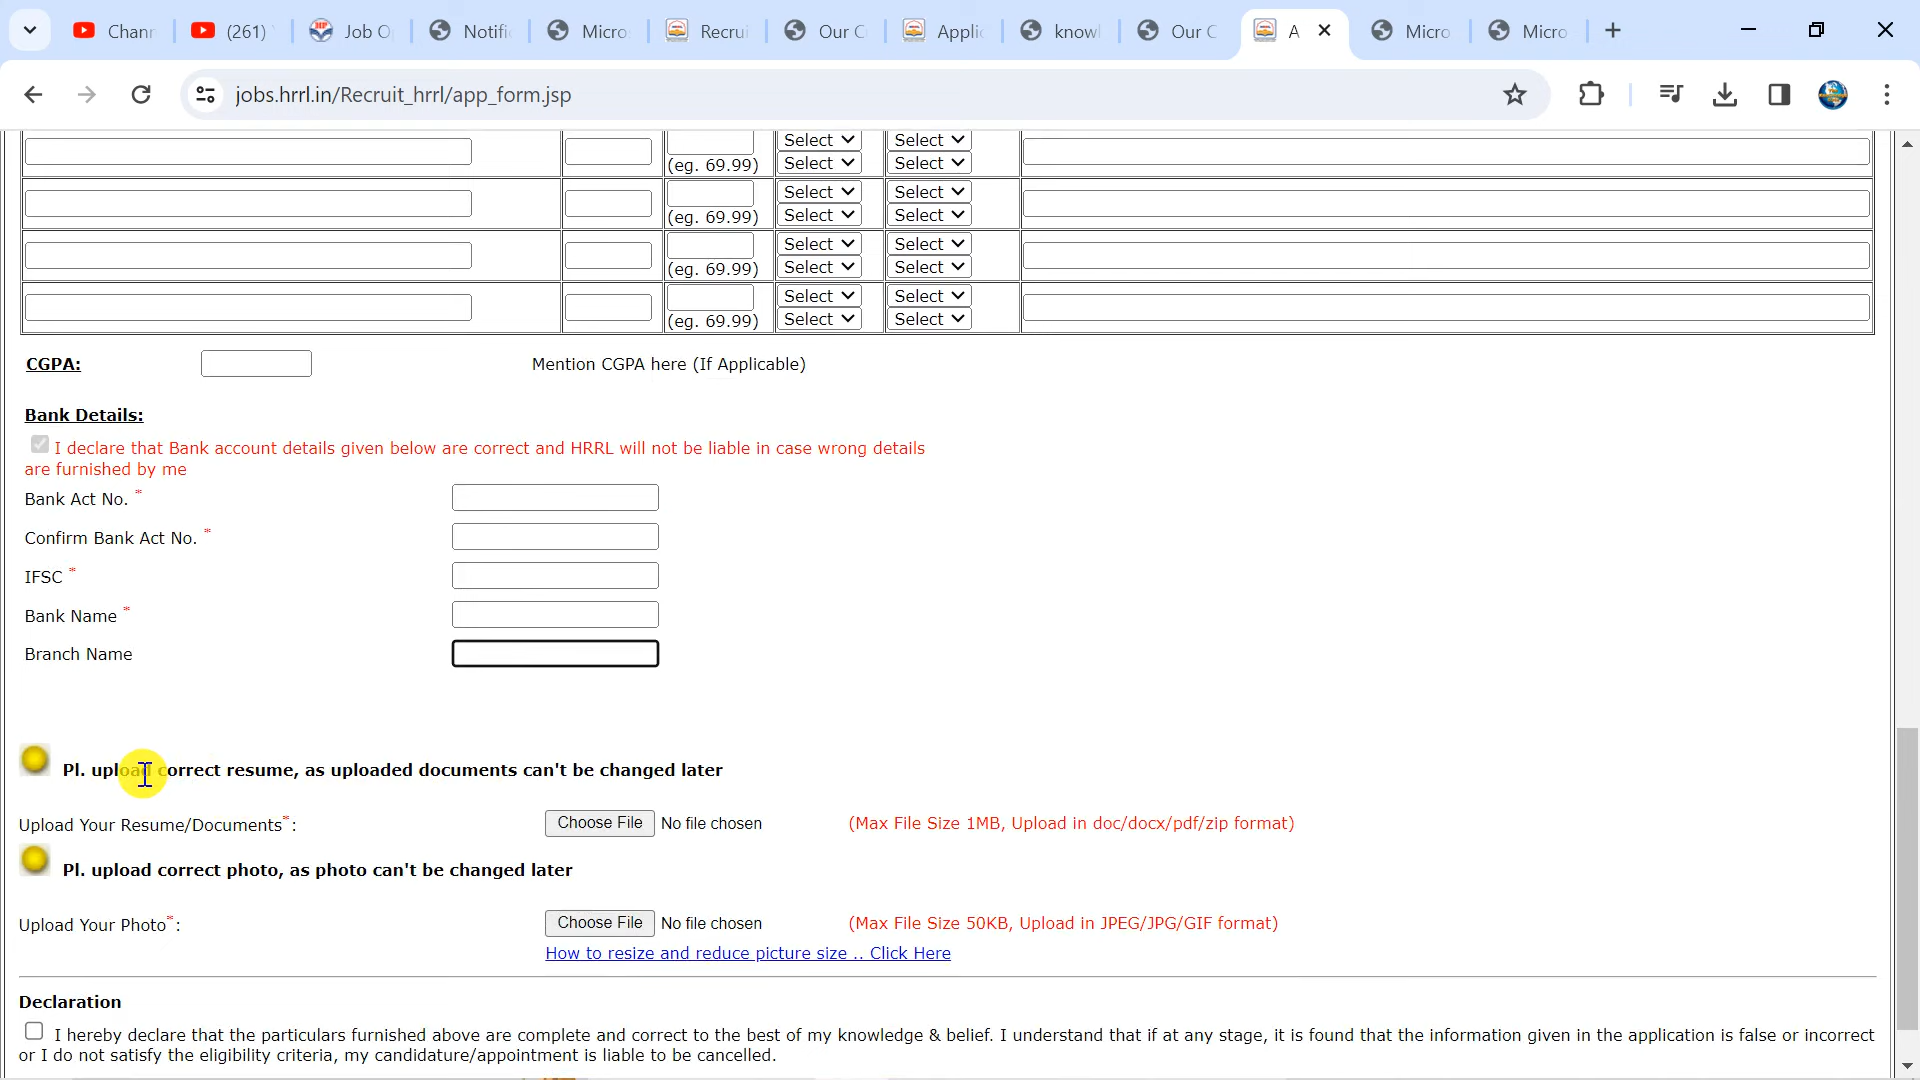 Chann
(261)
Job O
Notific
Micro
Recrui
Our C
Applic
knowl
Our C
A
Micro
Micro
jobs.hrrl.in/Recruit_hrrl/app_form.jsp
Select Select
(eg. 69.99) Select Select
Select Select
(eg. 69.99) Select Select
Select Select
(eg. 69.99) Select Select
Select Select
(eg. 69.99) Select Select
CGPA: Mention CGPA here (If Applicable)
Bank Details:
I declare that Bank account details given below are correct and HRRL will not be liable in case wrong details
are furnished by me
Bank Act No. *
Confirm Bank Act No. *
IFSC *
Bank Name *
Branch Name
Pl. upload correct resume, as uploaded documents can't be changed later
Upload Your Resume/Documents*: Choose File No file chosen (Max File Size 1MB, Upload in doc/docx/pdf/zip format)
Pl. upload correct photo, as photo can't be changed later
Upload Your Photo*: Choose File No file chosen (Max File Size 50KB, Upload in JPEG/JPG/GIF format)
How to resize and reduce picture size .. Click Here
Declaration
I hereby declare that the particulars furnished above are complete and correct to the best of my knowledge & belief. I understand that if at any stage, it is found that the information given in the application is false or incorrect
or I do not satisfy the eligibility criteria, my candidature/appointment is liable to be cancelled.